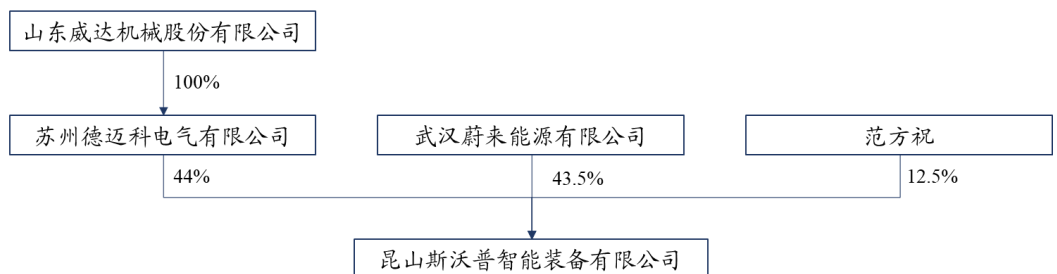 山东威达机械股份有限公司
100%
苏州德迈科电气有限公司
武汉蔚来能源有限公司
范方祝
44%
43.5%
12.5%
昆山斯沃普智能装备有限公司